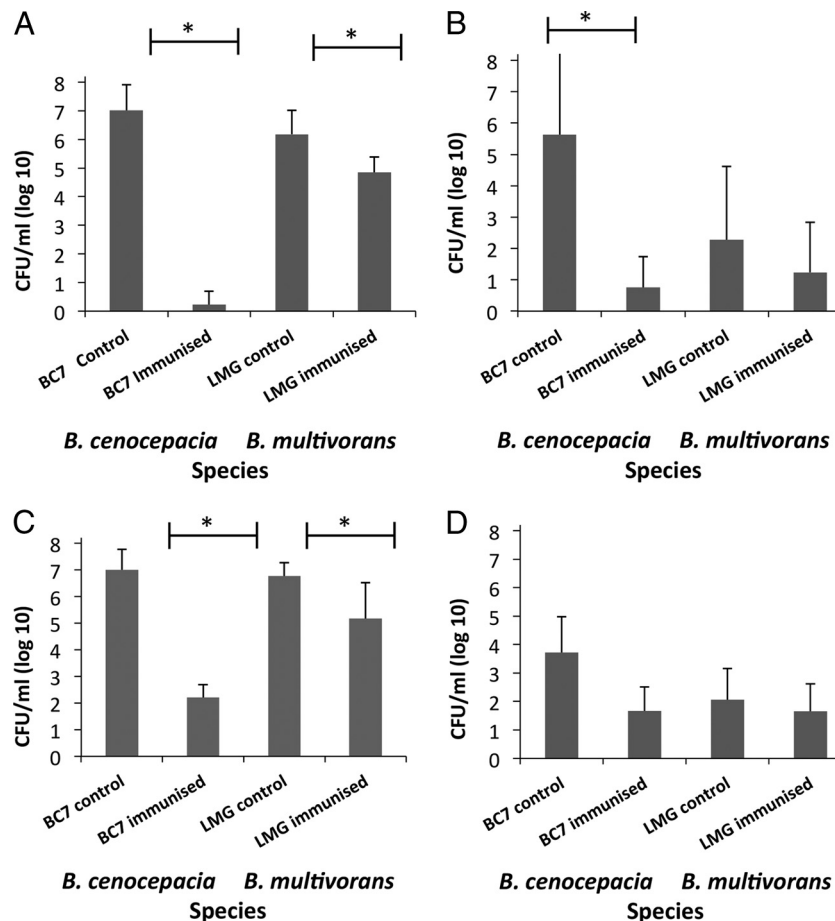 A
* *
CFU/ml (log 10)
8
7
6
5
4
3
2
1
0
BC7 Control
BC7 Immunised
LMG control
LMG immunised
B. cenocepacia B. multivorans
Species
B
*
CFU/ml (log 10)
8
7
6
5
4
3
2
1
0
BC7 control
BC7 immunised
LMG control
LMG immunised
B. cenocepacia B. multivorans
Species
C
* *
CFU/ml (log 10)
8
7
6
5
4
3
2
1
0
BC7 control
BC7 immunised
LMG control
LMG immunised
B. cenocepacia B. multivorans
Species
D
CFU/ml (log 10)
8
7
6
5
4
3
2
1
0
BC7 control
BC7 immunised
LMG control
LMG immunised
B. cenocepacia B. multivorans
Species